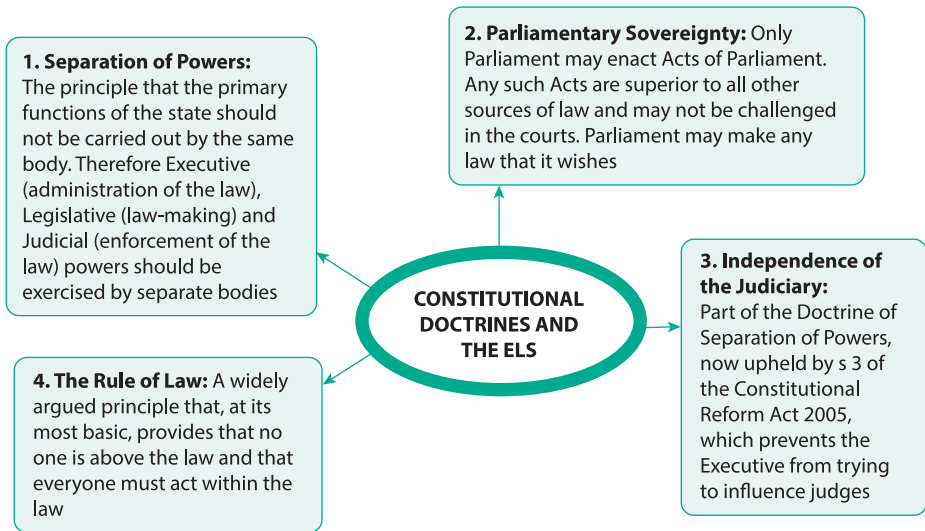 1. Separation of Powers:
The principle that the primary
functions of the state should
not be carried out by the same
body. Therefore Executive
(administration of the law),
Legislative (law-making) and
Judicial (enforcement of the
law) powers should be
exercised by separate bodies
2. Parliamentary Sovereignty: Only
Parliament may enact Acts of Parliament.
Any such Acts are superior to all other
sources of law and may not be challenged
in the courts. Parliament may make any
law that it wishes
CONSTITUTIONAL
DOCTRINES AND
THE ELS
3. Independence of
the Judiciary:
Part of the Doctrine of
Separation of Powers,
now upheld by s 3 of
the Constitutional
Reform Act 2005,
which prevents the
Executive from trying
to influence judges
4. The Rule of Law: A widely
argued principle that, at its
most basic, provides that no
one is above the law and that
everyone must act within the
law